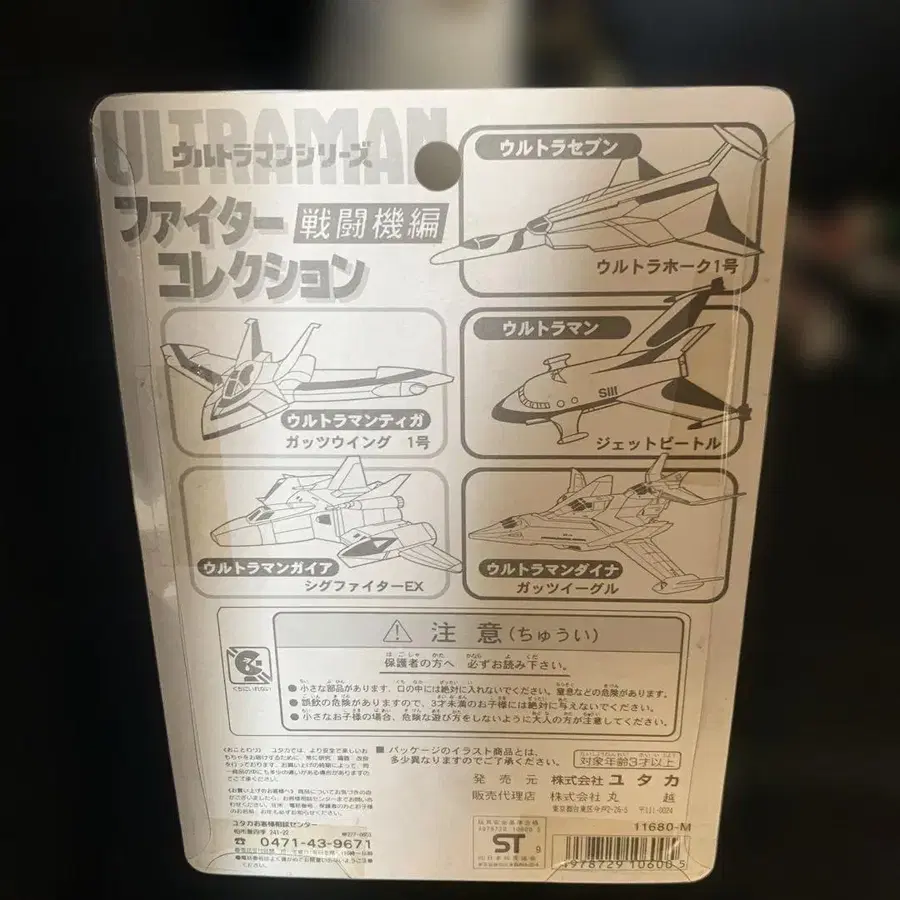 ULTRAMAN
ウルトラマンシリーズ
ファイター 戦闘機編
コレクション
ウルトラセブン
ウルトラホーク1号
ウルトラマンティガ
ガッツウイング 1号
ウルトラマン
SIII
ジェットビートル
ウルトラマンガイア
シグファイターEX
ウルトラマンダイナ
ガッツイーグル
⚠ 注意(ちゅうい)
保護者の方へ 必ずお読み下さい。
くちにいれない
●小さな部品があります、口の中には絶対に入れないでください。窒息などの危険があります。
●誤飲の危険がありますので、3才未満のお子様には絶対に与えないでください。
●小さなお子様の場合、危険な遊び方をしないように大人の方が注意してください。
■パッケージのイラスト商品とは、
多少異なりますのでご了承ください。
対象年齢3才以上
発売元 株式会社 ユタカ
販売代理店 株式会社 丸越
〒111-0024
11680-M
ユタカお客様相談センター
☎ 0471-43-9671
ST
9
4978729 10600 5